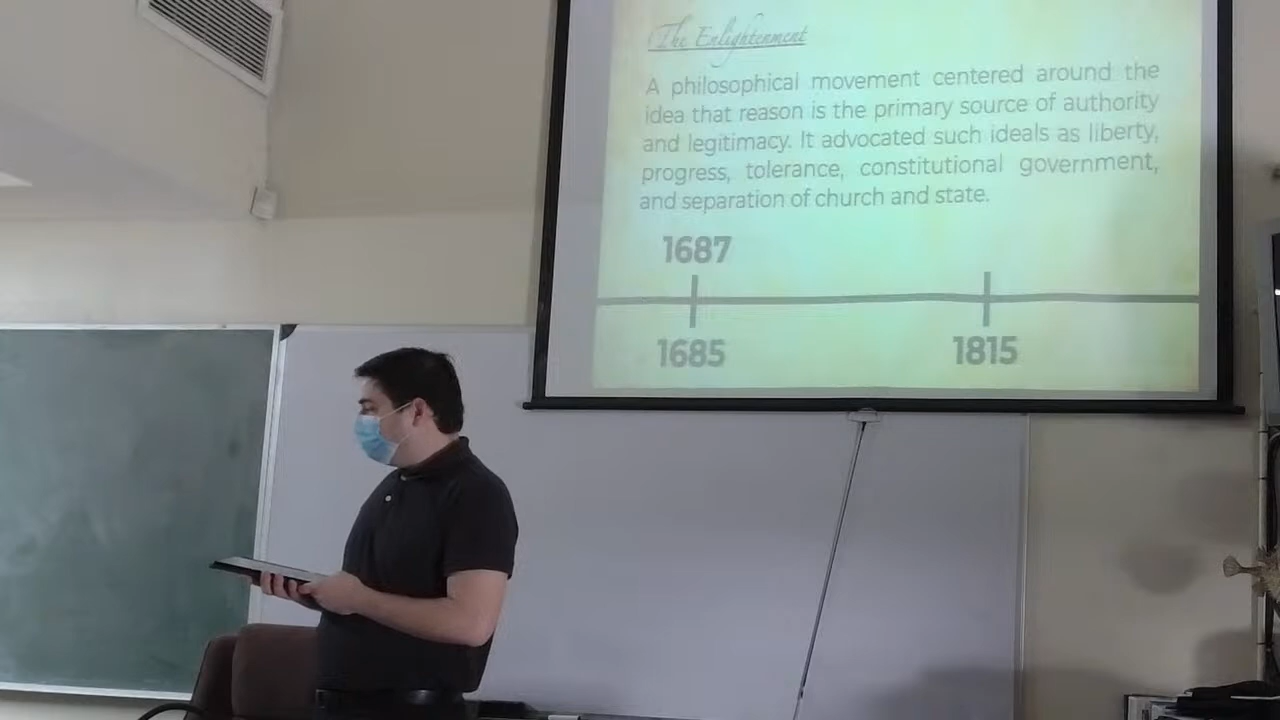 The Enlightenment
A philosophical movement centered around the
idea that reason is the primary source of authority
and legitimacy. It advocated such ideals as liberty,
progress, tolerance, constitutional government,
and separation of church and state.
1687
1685
1815